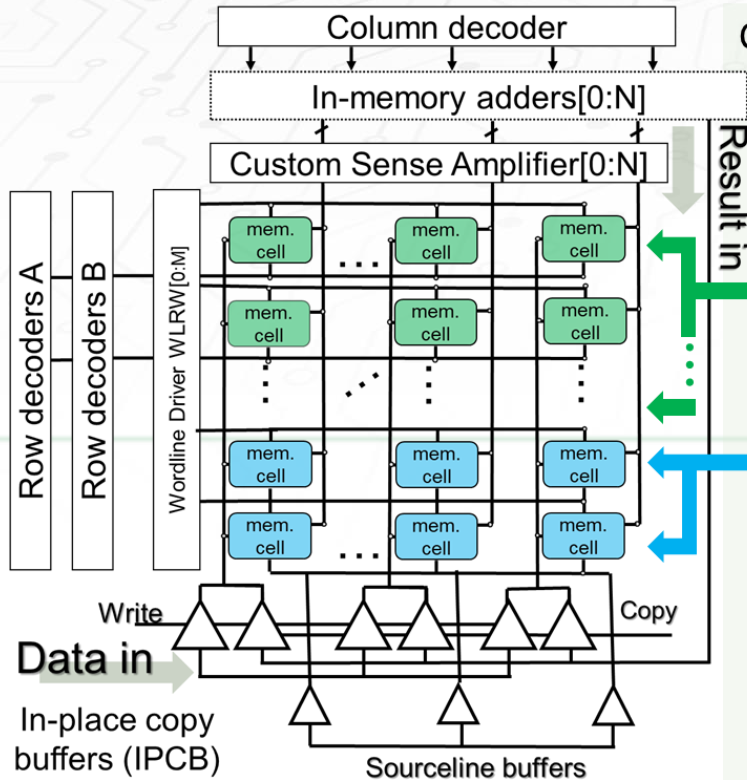 Column decoder
In-memory adders[0:N]
Custom Sense Amplifier[0:N]
Result in
Row decoders A
Row decoders B
Wordline Driver WLRW[0:M]
mem.
cell
...
mem.
cell
mem.
cell
mem.
cell
mem.
cell
mem.
cell
mem.
cell
mem.
cell
mem.
cell
mem.
cell
...
mem.
cell
mem.
cell
Write
Copy
Data in
In-place copy
buffers (IPCB)
Sourceline buffers